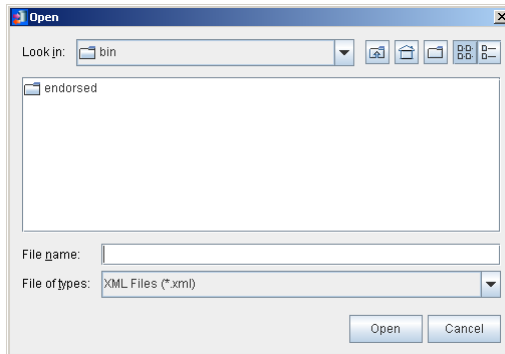 Open
Look in: bin
endorsed
File name:
File of types: XML Files (*.xml)
Open Cancel